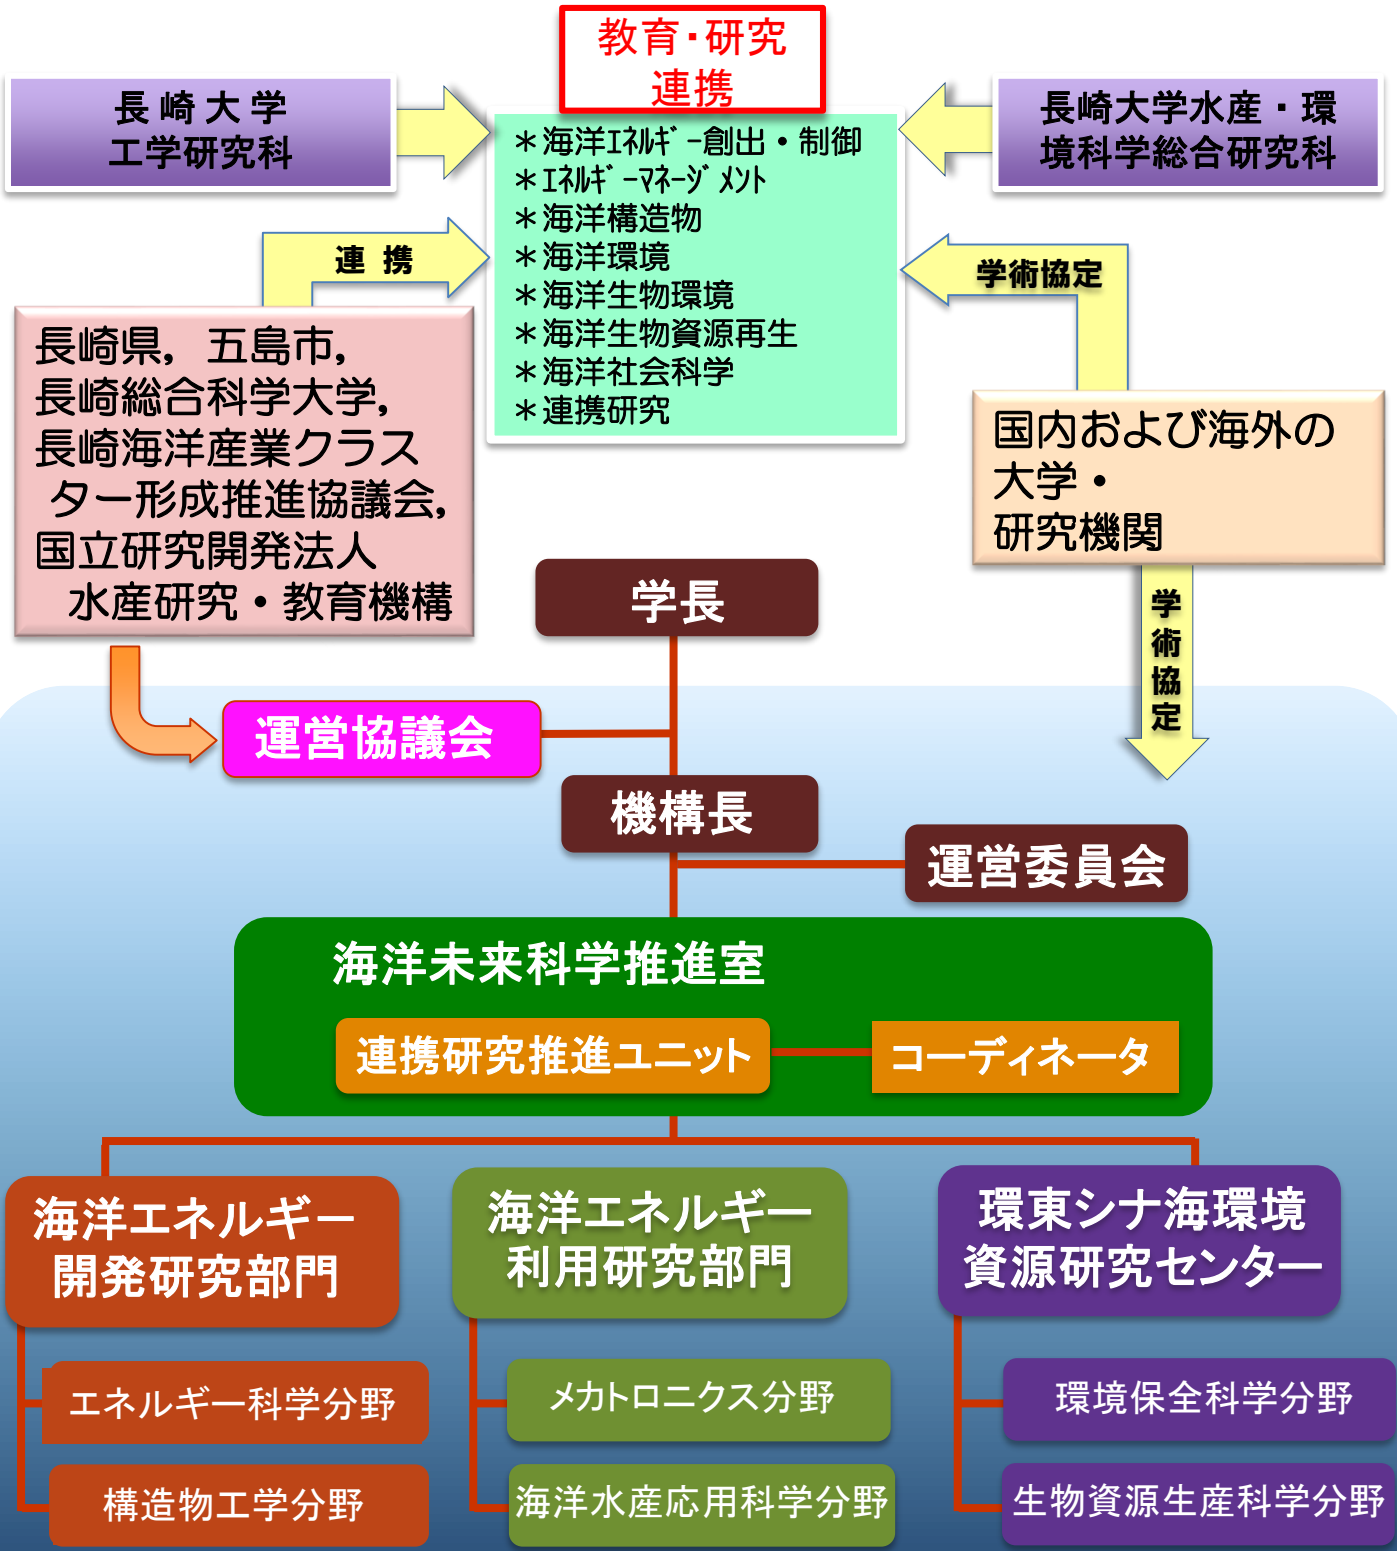 教育・研究
連携
長崎大学
工学研究科
長崎大学水産・環
境科学総合研究科
＊海洋ｴﾈﾙｷﾞｰ創出・制御
＊ｴﾈﾙｷﾞｰﾏﾈｰｼﾞﾒﾝﾄ
＊海洋構造物
＊海洋環境
＊海洋生物環境
＊海洋生物資源再生
＊海洋社会科学
＊連携研究
連 携
学術協定
長崎県，五島市，
長崎総合科学大学，
長崎海洋産業クラス
ター形成推進協議会，
国立研究開発法人
水産研究・教育機構
国内および海外の
大学・
研究機関
学術協定
学長
運営協議会
機構長
運営委員会
海洋未来科学推進室
連携研究推進ユニット
コーディネータ
海洋エネルギー
開発研究部門
海洋エネルギー
利用研究部門
環東シナ海環境
資源研究センター
エネルギー科学分野
メカトロニクス分野
環境保全科学分野
構造物工学分野
海洋水産応用科学分野
生物資源生産科学分野